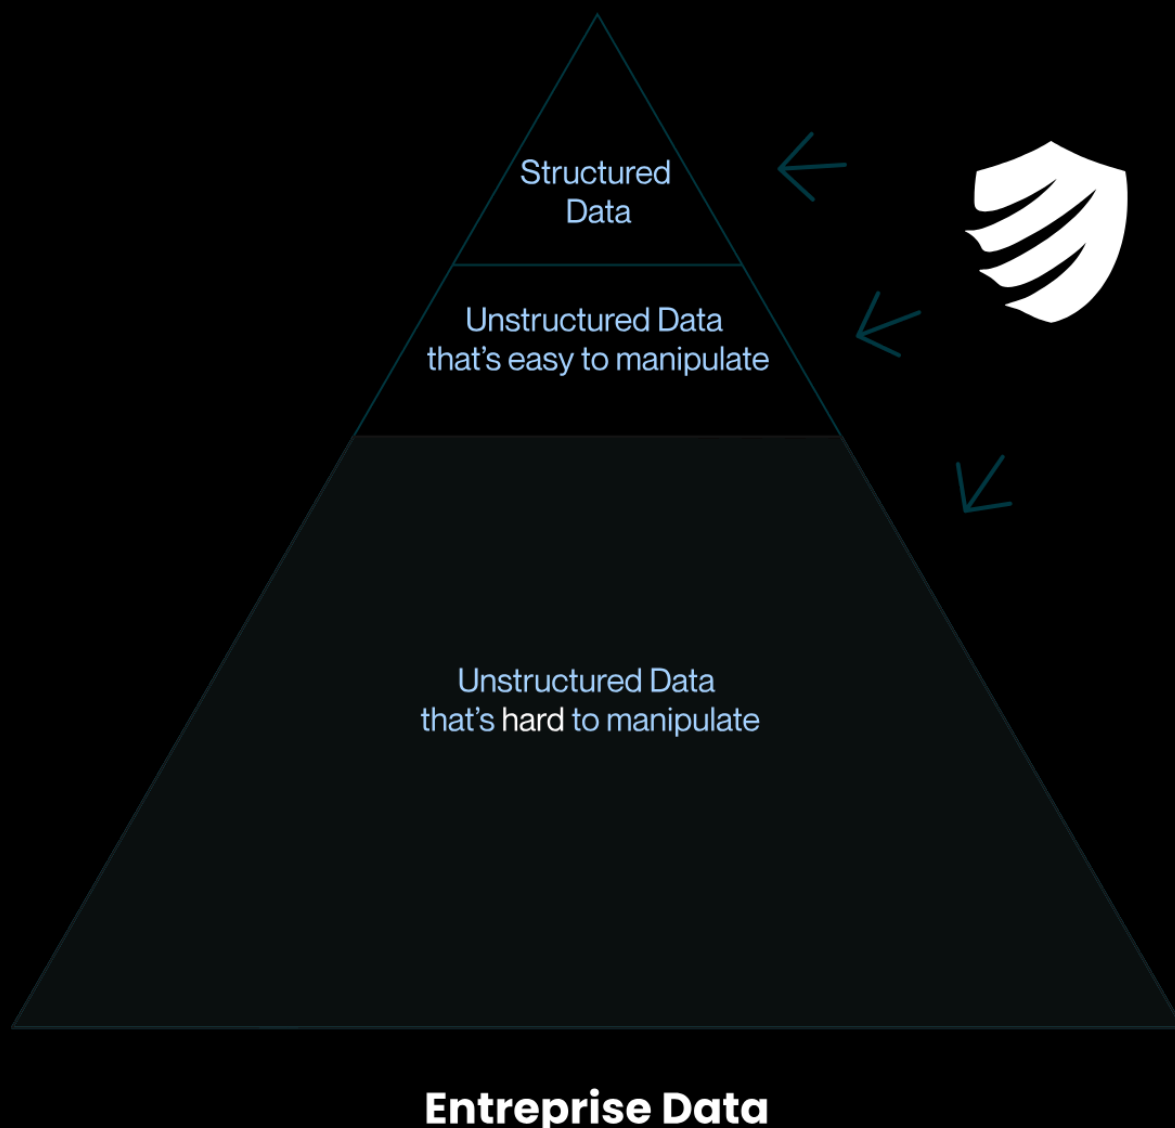 Structured
Data
Unstructured Data
that’s easy to manipulate
Unstructured Data
that’s hard to manipulate
Entreprise Data